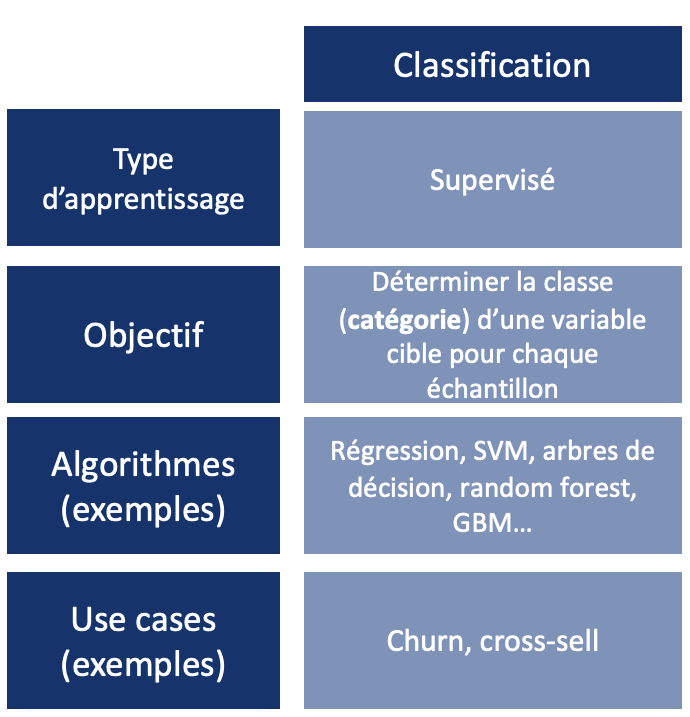 Classification
Type
d’apprentissage
Supervisé
Objectif
Déterminer la classe
(catégorie) d’une variable
cible pour chaque
échantillon
Algorithmes
(exemples)
Régression, SVM, arbres de
décision, random forest,
GBM…
Use cases
(exemples)
Churn, cross-sell